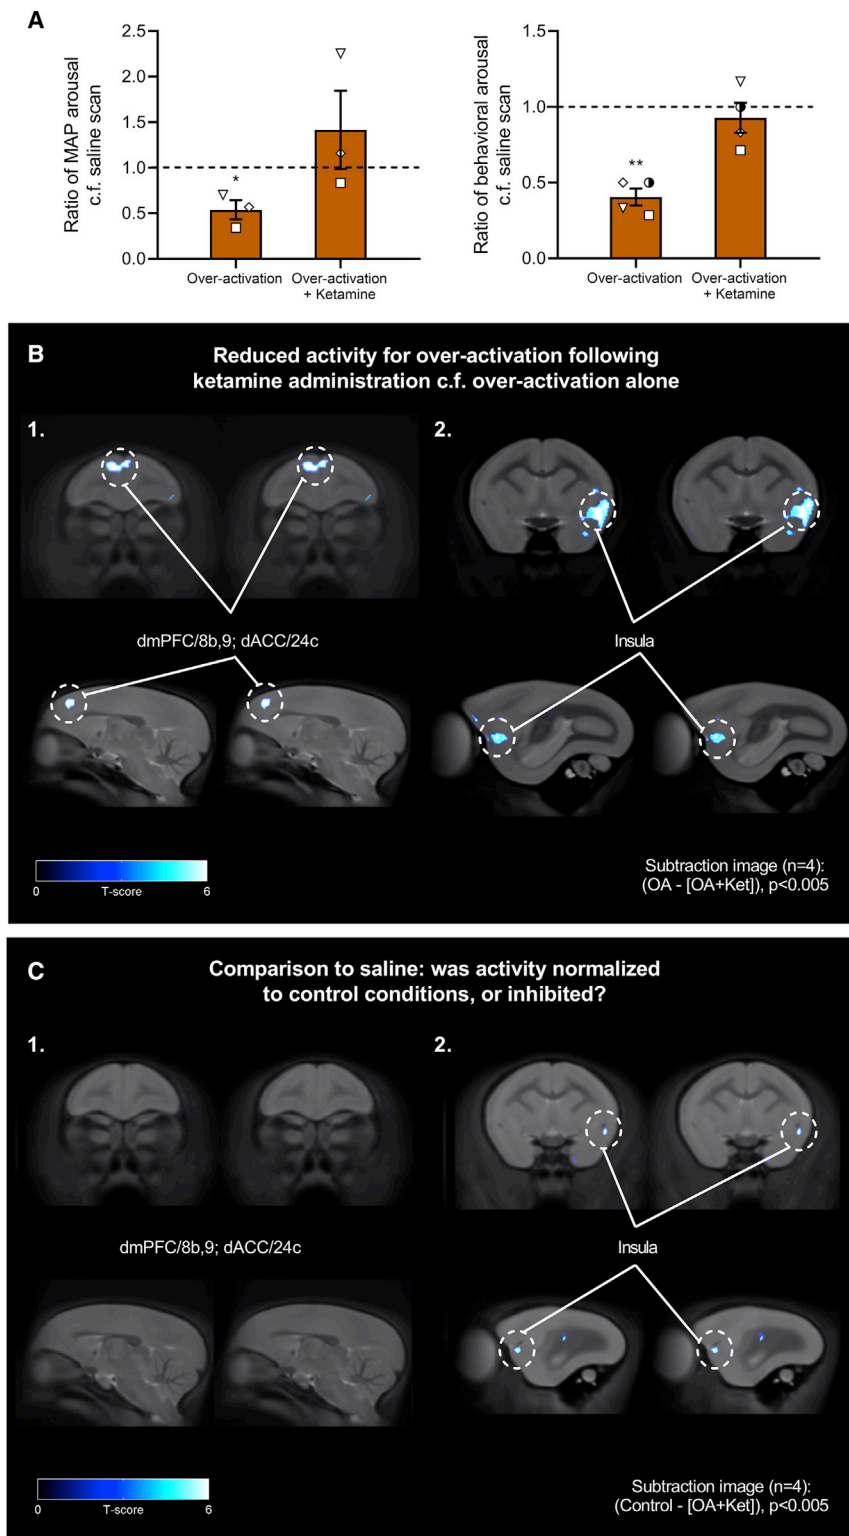 A
Ratio of MAP arousal
c.f. saline scan
2.5
2.0
1.5
1.0
0.5
0.0
*
Over-activation
Over-activation
+ Ketamine
Ratio of behavioral arousal
c.f. saline scan
1.5
1.0
0.5
0.0
**
Over-activation
Over-activation
+ Ketamine
B
Reduced activity for over-activation following
ketamine administration c.f. over-activation alone
1.
2.
dmPFC/8b,9; dACC/24c
Insula
0
T-score
6
Subtraction image (n=4):
(OA - [OA+Ket]), p<0.005
C
Comparison to saline: was activity normalized
to control conditions, or inhibited?
1.
2.
dmPFC/8b,9; dACC/24c
Insula
0
T-score
6
Subtraction image (n=4):
(Control - [OA+Ket]), p<0.005